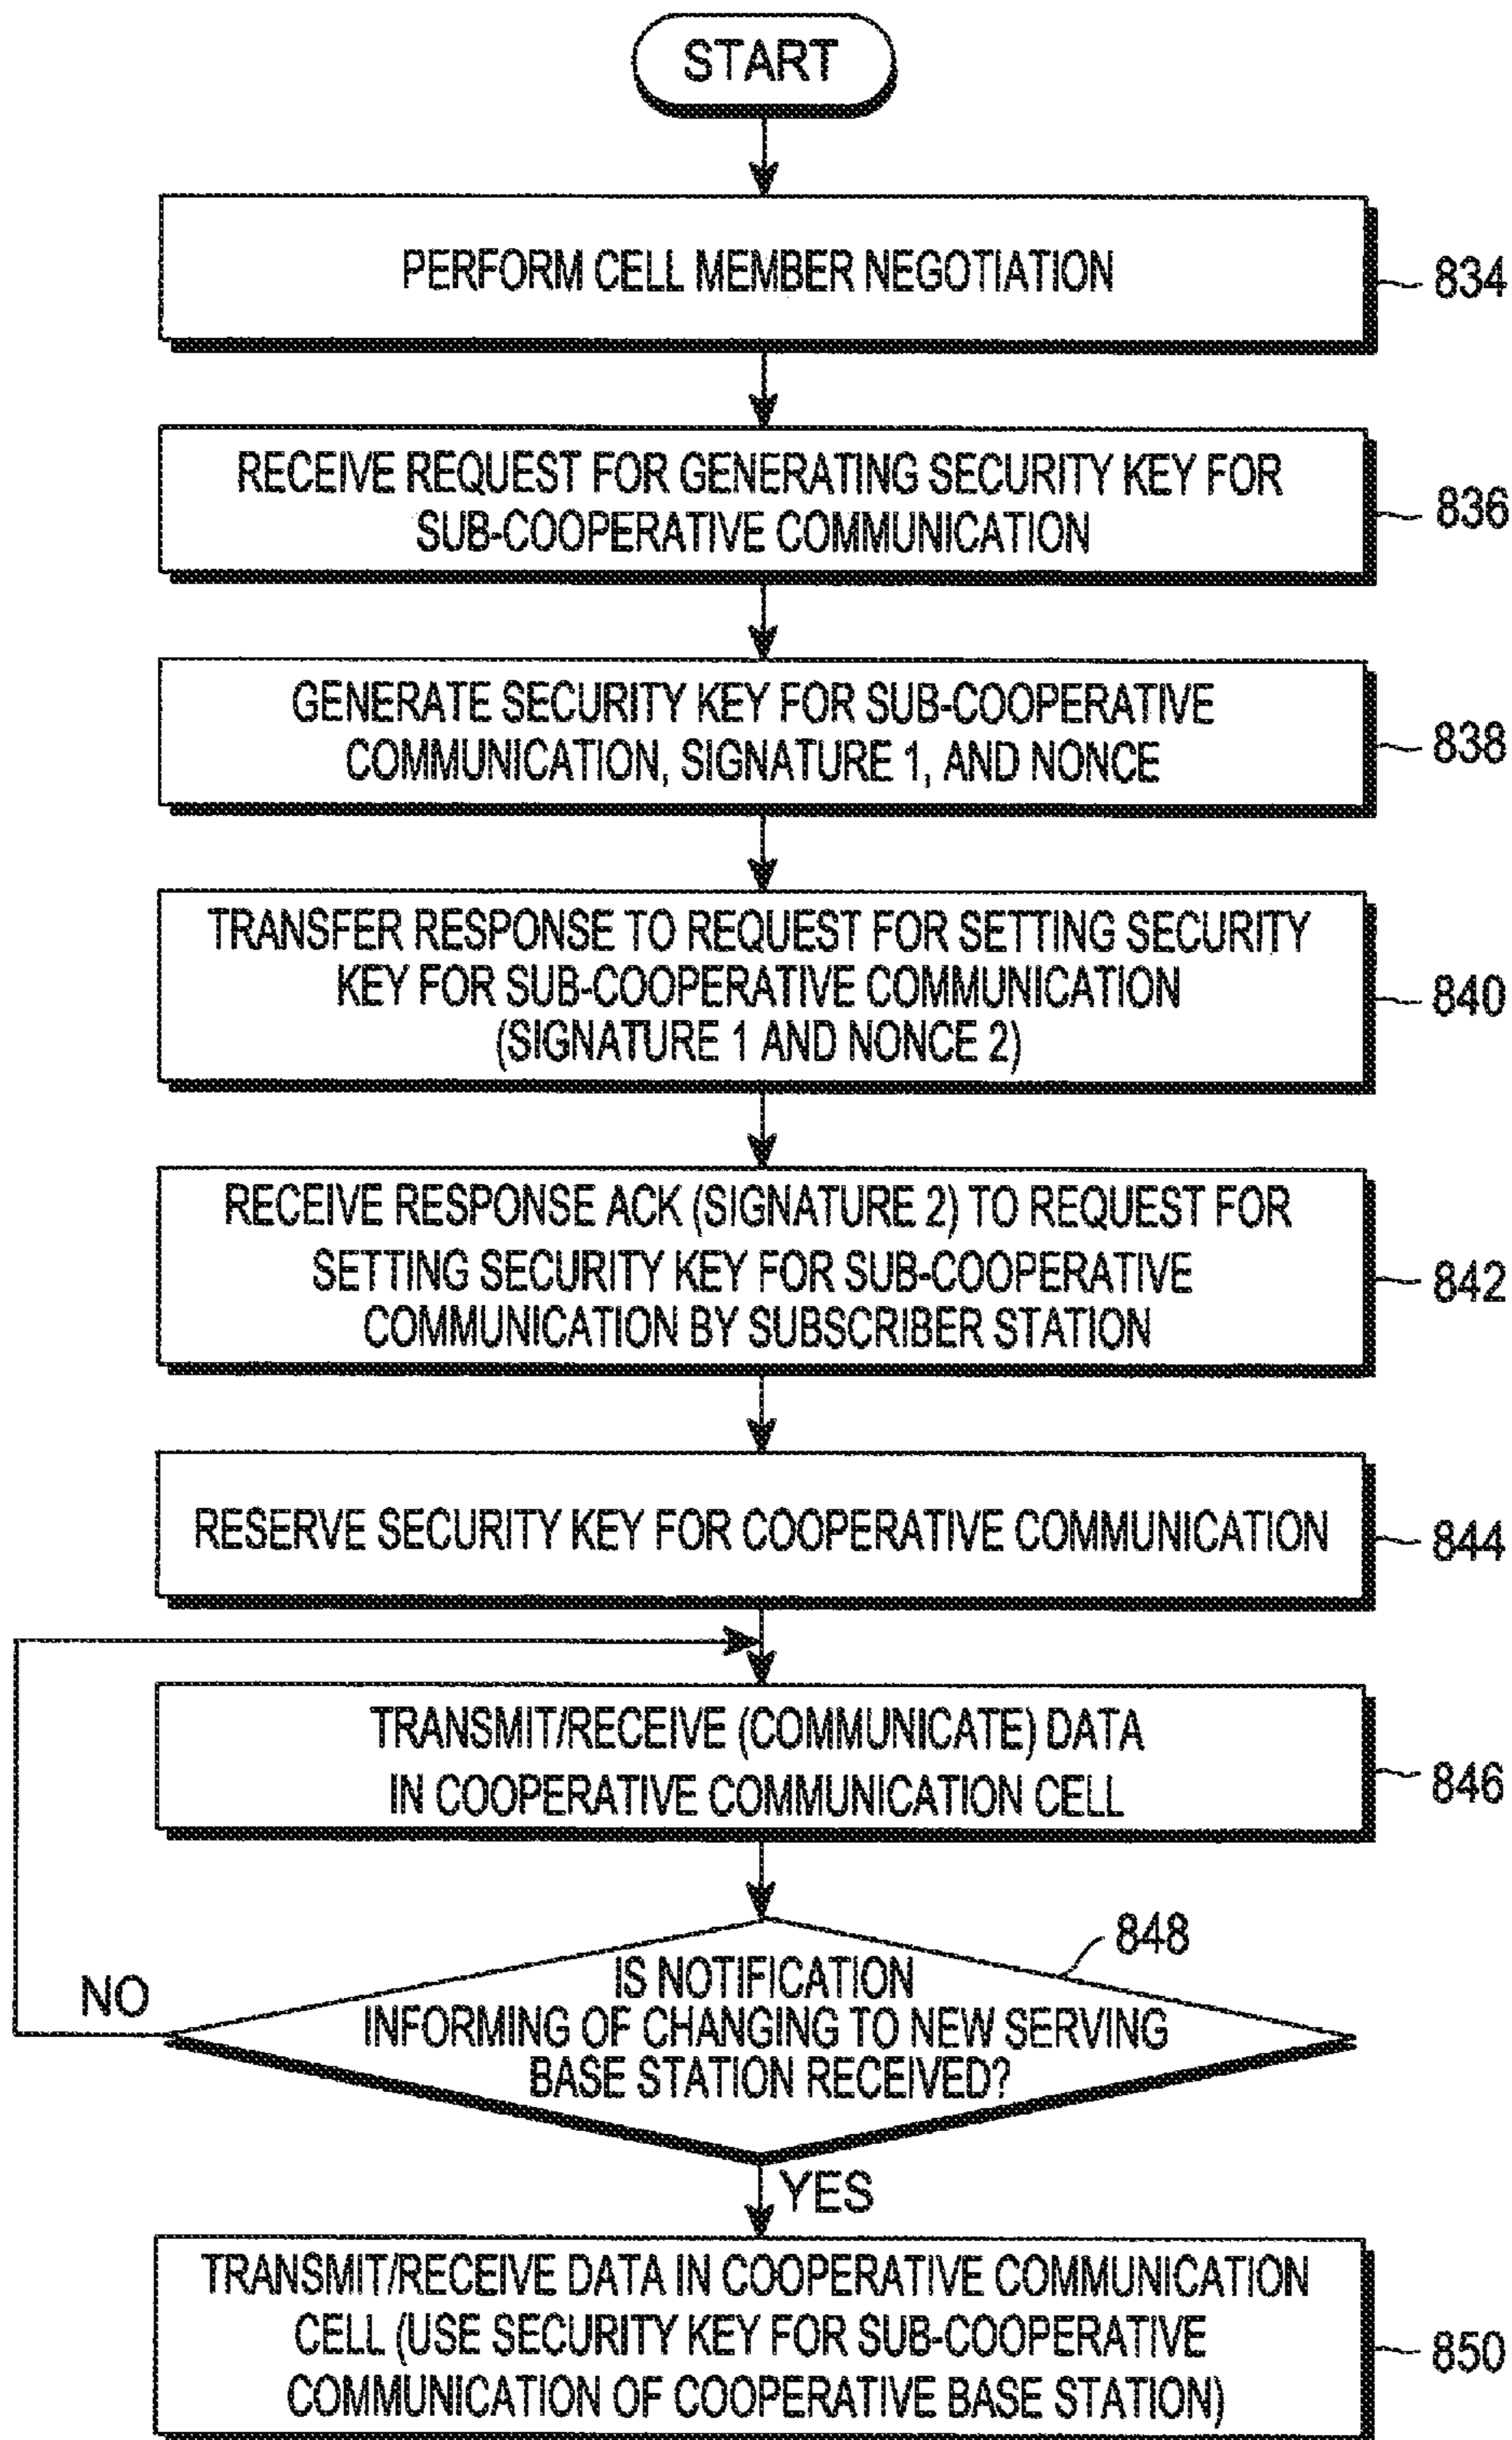 START
PERFORM CELL MEMBER NEGOTIATION
834
RECEIVE REQUEST FOR GENERATING SECURITY KEY FOR
SUB-COOPERATIVE COMMUNICATION
836
GENERATE SECURITY KEY FOR SUB-COOPERATIVE
COMMUNICATION, SIGNATURE 1, AND NONCE
838
TRANSFER RESPONSE TO REQUEST FOR SETTING SECURITY
KEY FOR SUB-COOPERATIVE COMMUNICATION
(SIGNATURE 1 AND NONCE 2)
840
RECEIVE RESPONSE ACK (SIGNATURE 2) TO REQUEST FOR
SETTING SECURITY KEY FOR SUB-COOPERATIVE
COMMUNICATION BY SUBSCRIBER STATION
842
RESERVE SECURITY KEY FOR COOPERATIVE COMMUNICATION
844
TRANSMIT/RECEIVE (COMMUNICATE) DATA
IN COOPERATIVE COMMUNICATION CELL
846
848
IS NOTIFICATION
INFORMING OF CHANGING TO NEW SERVING
BASE STATION RECEIVED?
NO
YES
TRANSMIT/RECEIVE DATA IN COOPERATIVE COMMUNICATION
CELL (USE SECURITY KEY FOR SUB-COOPERATIVE
COMMUNICATION OF COOPERATIVE BASE STATION)
850